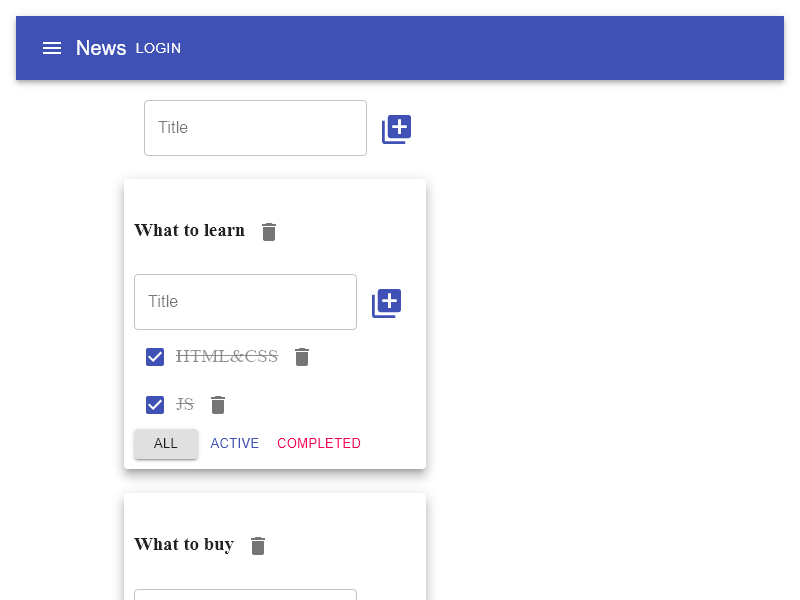 News LOGIN
Title
What to learn
Title
HTML&CSS
JS
ALL ACTIVE COMPLETED
What to buy